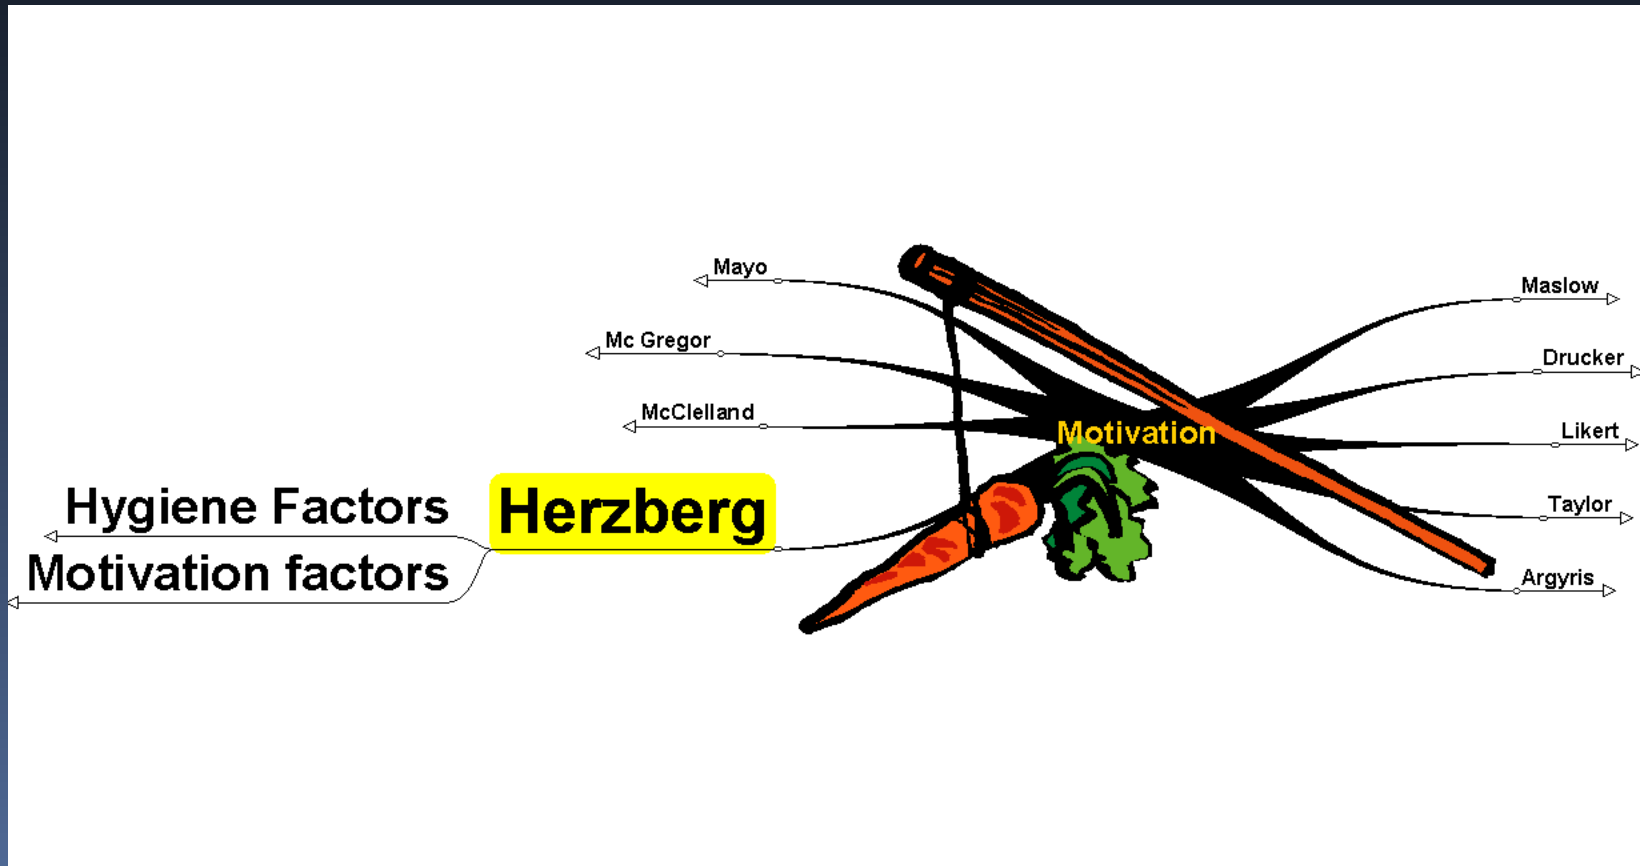 Mayo
Mc Gregor
McClelland
Herzberg
Hygiene Factors
Motivation factors
Motivation
Maslow
Drucker
Likert
Taylor
Argyris